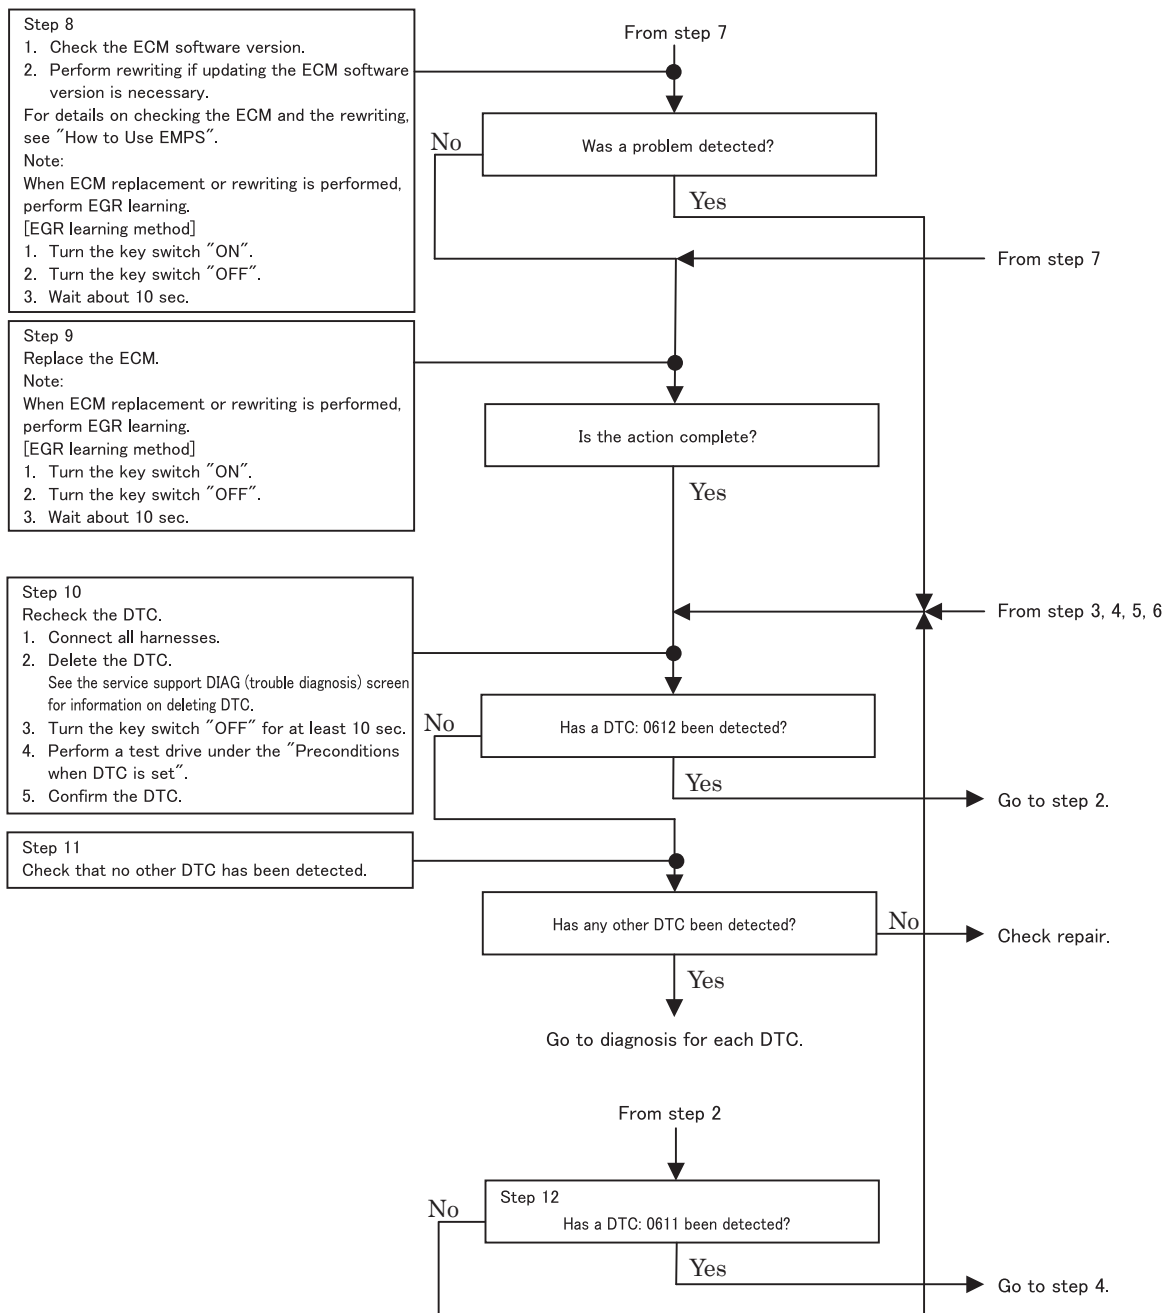 Step 8
1. Check the ECM software version.
2. Perform rewriting if updating the ECM software
version is necessary.
For details on checking the ECM and the rewriting,
see "How to Use EMPS".
Note:
When ECM replacement or rewriting is performed,
perform EGR learning.
[EGR learning method]
1. Turn the key switch "ON".
2. Turn the key switch "OFF".
3. Wait about 10 sec.
From step 7
Was a problem detected?
No
Yes
From step 7
Step 9
Replace the ECM.
Note:
When ECM replacement or rewriting is performed,
perform EGR learning.
[EGR learning method]
1. Turn the key switch "ON".
2. Turn the key switch "OFF".
3. Wait about 10 sec.
Is the action complete?
Yes
From step 3, 4, 5, 6
Step 10
Recheck the DTC.
1. Connect all harnesses.
2. Delete the DTC.
See the service support DIAG (trouble diagnosis) screen
for information on deleting DTC.
3. Turn the key switch "OFF" for at least 10 sec.
4. Perform a test drive under the "Preconditions
when DTC is set".
5. Confirm the DTC.
No
Has a DTC: 0612 been detected?
Yes
Go to step 2.
Step 11
Check that no other DTC has been detected.
Has any other DTC been detected?
No
Check repair.
Yes
Go to diagnosis for each DTC.
From step 2
Step 12
No
Has a DTC: 0611 been detected?
Yes
Go to step 4.